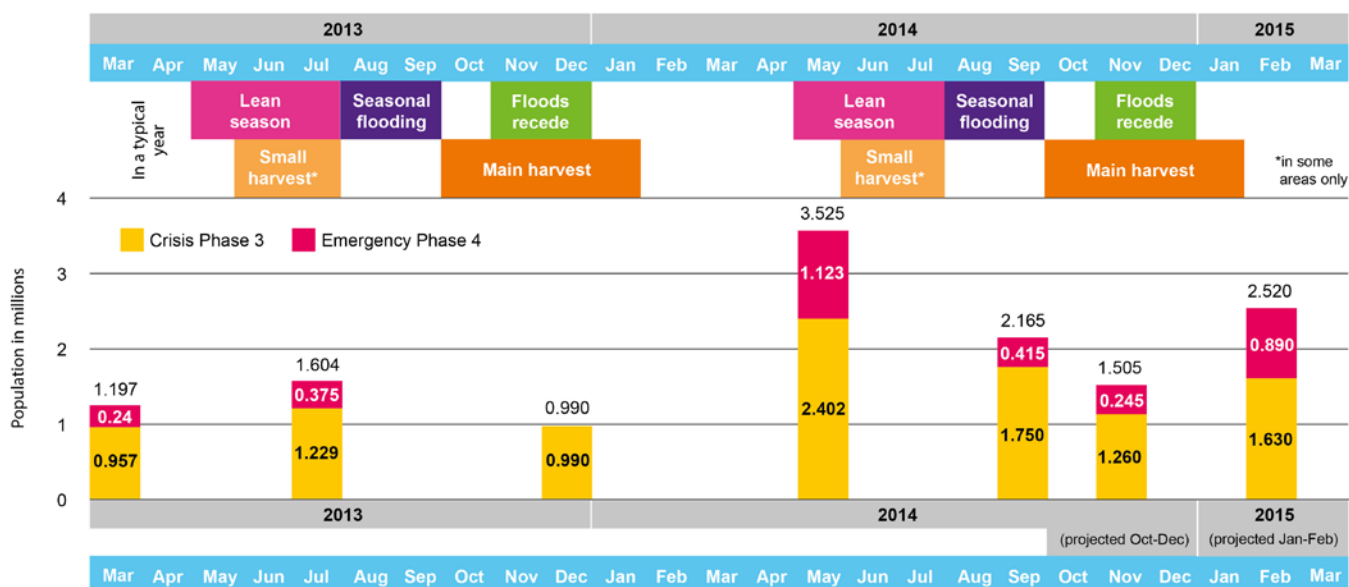 2013 2014 2015
Mar Apr May Jun Jul Aug Sep Oct Nov Dec Jan Feb Mar Apr May Jun Jul Aug Sep Oct Nov Dec Jan Feb Mar
In a typical
year
Lean
season
Seasonal
flooding
Floods
recede
Lean
season
Seasonal
flooding
Floods
recede
Small
harvest*
Main harvest
Small
harvest*
Main harvest
*in some
areas only
Population in millions
4
3
2
1
0
Crisis Phase 3
Emergency Phase 4
1.197
0.24
0.957
1.604
0.375
1.229
0.990
0.990
3.525
1.123
2.402
2.165
0.415
1.750
1.505
0.245
1.260
2.520
0.890
1.630
2013 2014 2015
(projected Oct-Dec) (projected Jan-Feb)
Mar Apr May Jun Jul Aug Sep Oct Nov Dec Jan Feb Mar Apr May Jun Jul Aug Sep Oct Nov Dec Jan Feb Mar